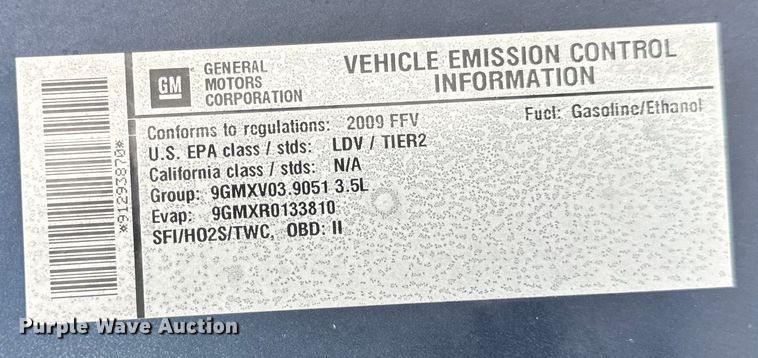 GM
GENERAL
MOTORS
CORPORATION
VEHICLE EMISSION CONTROL
INFORMATION
Conforms to regulations: 2009 FFV
Fuel: Gasoline/Ethanol
U.S. EPA class / stds: LDV / TIER2
California class / stds: N/A
Group: 9GMXV03.9051 3.5L
Evap: 9GMXR0133810
SFI/HO2S/TWC, OBD: II
*91293870*
Purple Wave Auction